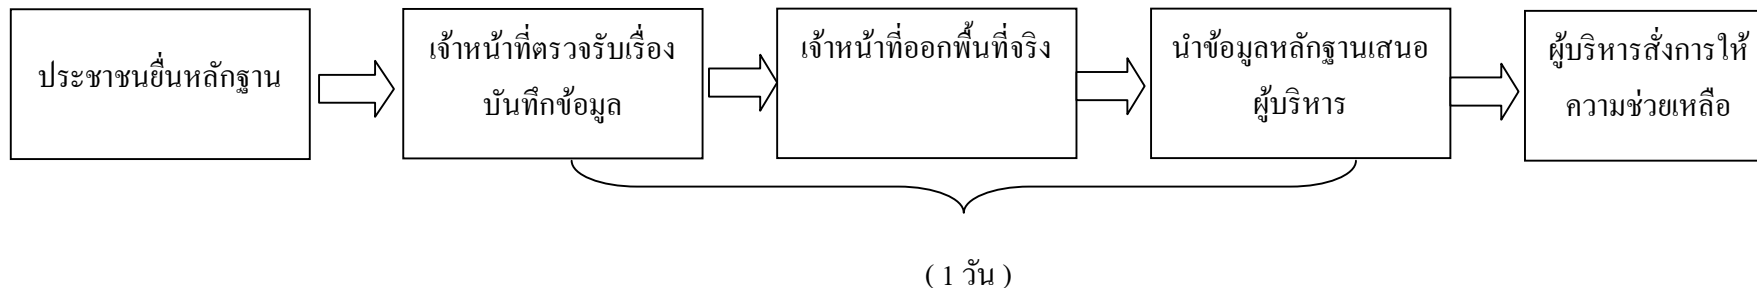 ประชาชนยื่นหลักฐาน
เจ้าหน้าที่ตรวจรับเรื่อง
บันทึกข้อมูล
เจ้าหน้าที่ออกพื้นที่จริง
นำข้อมูลหลักฐานเสนอ
ผู้บริหาร
ผู้บริหารสั่งการให้
ความช่วยเหลือ
( 1 วัน )